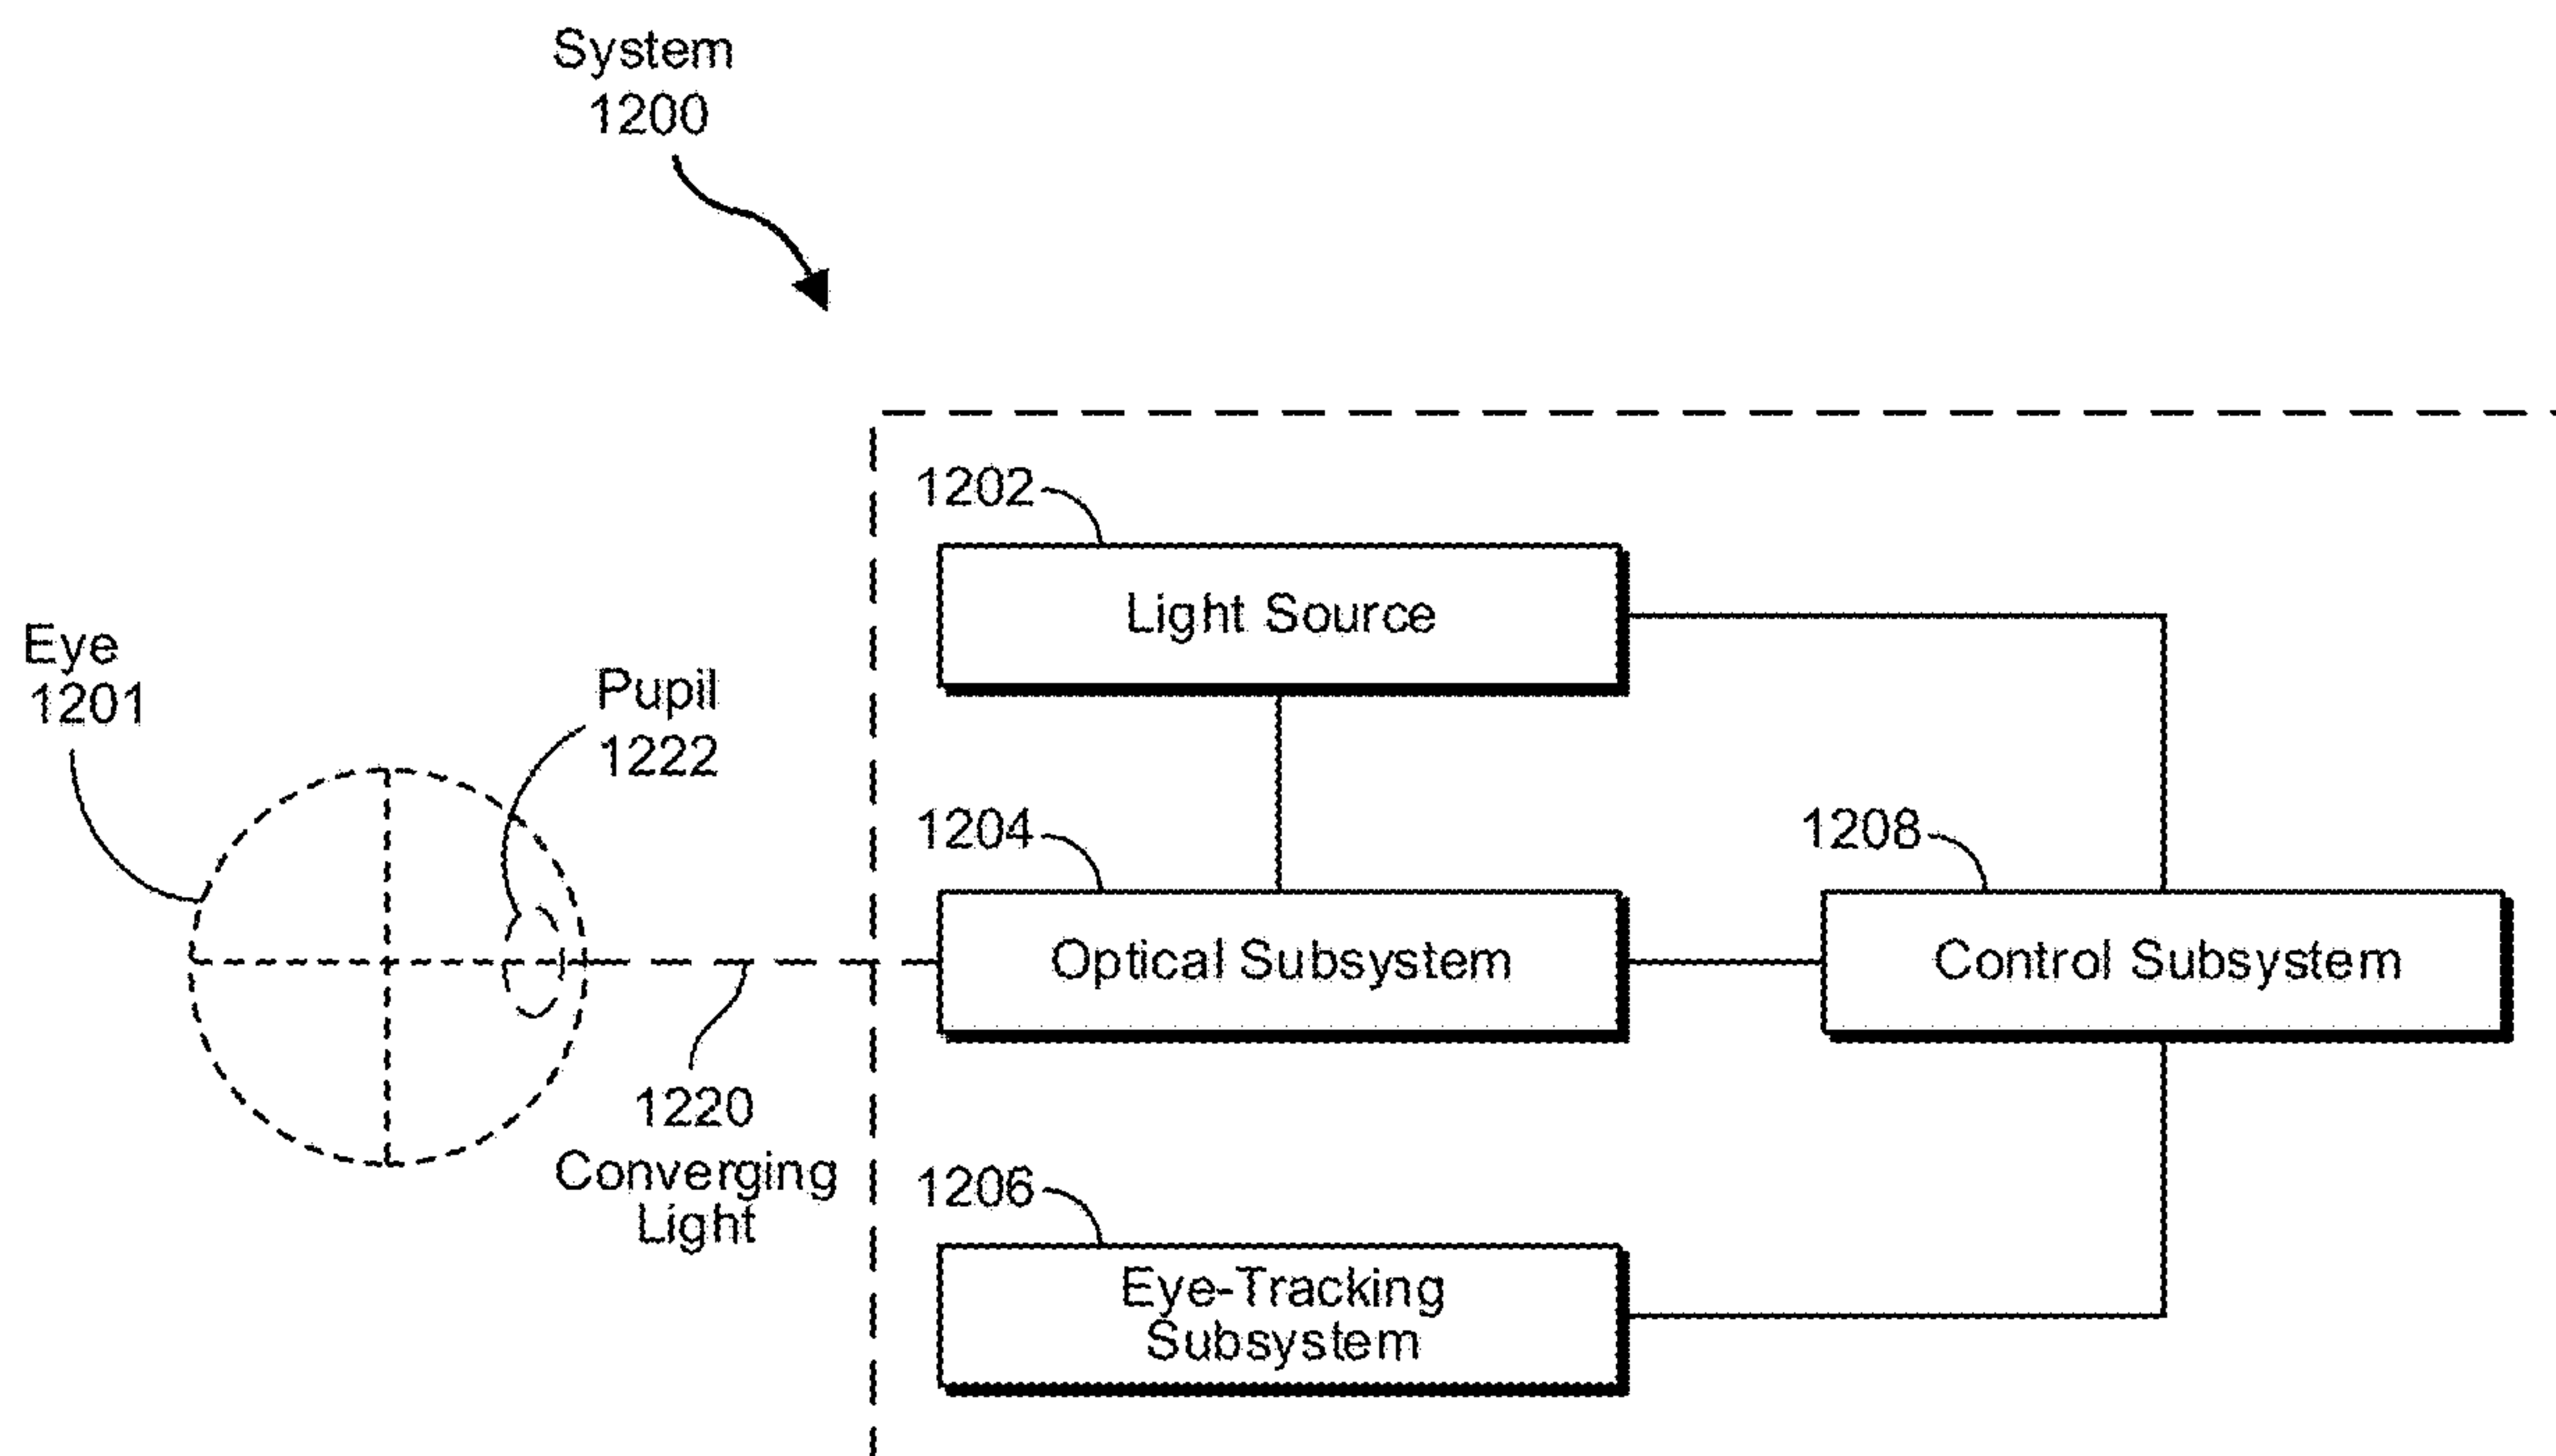 System
1200
1202
Light Source
Eye
1201
Pupil
1222
1204
Optical Subsystem
1208
Control Subsystem
1220
Converging
Light
1206
Eye-Tracking
Subsystem